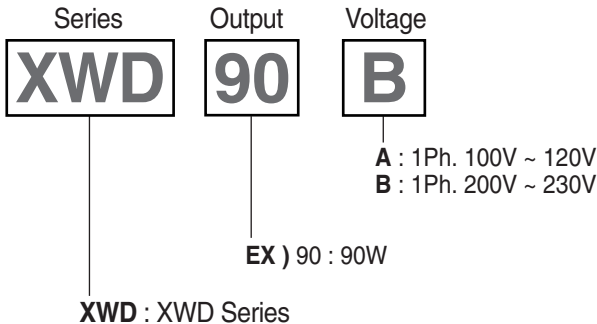 Series Output Voltage
XWD 90 B
A : 1Ph. 100V ~ 120V
B : 1Ph. 200V ~ 230V
EX ) 90 : 90W
XWD : XWD Series